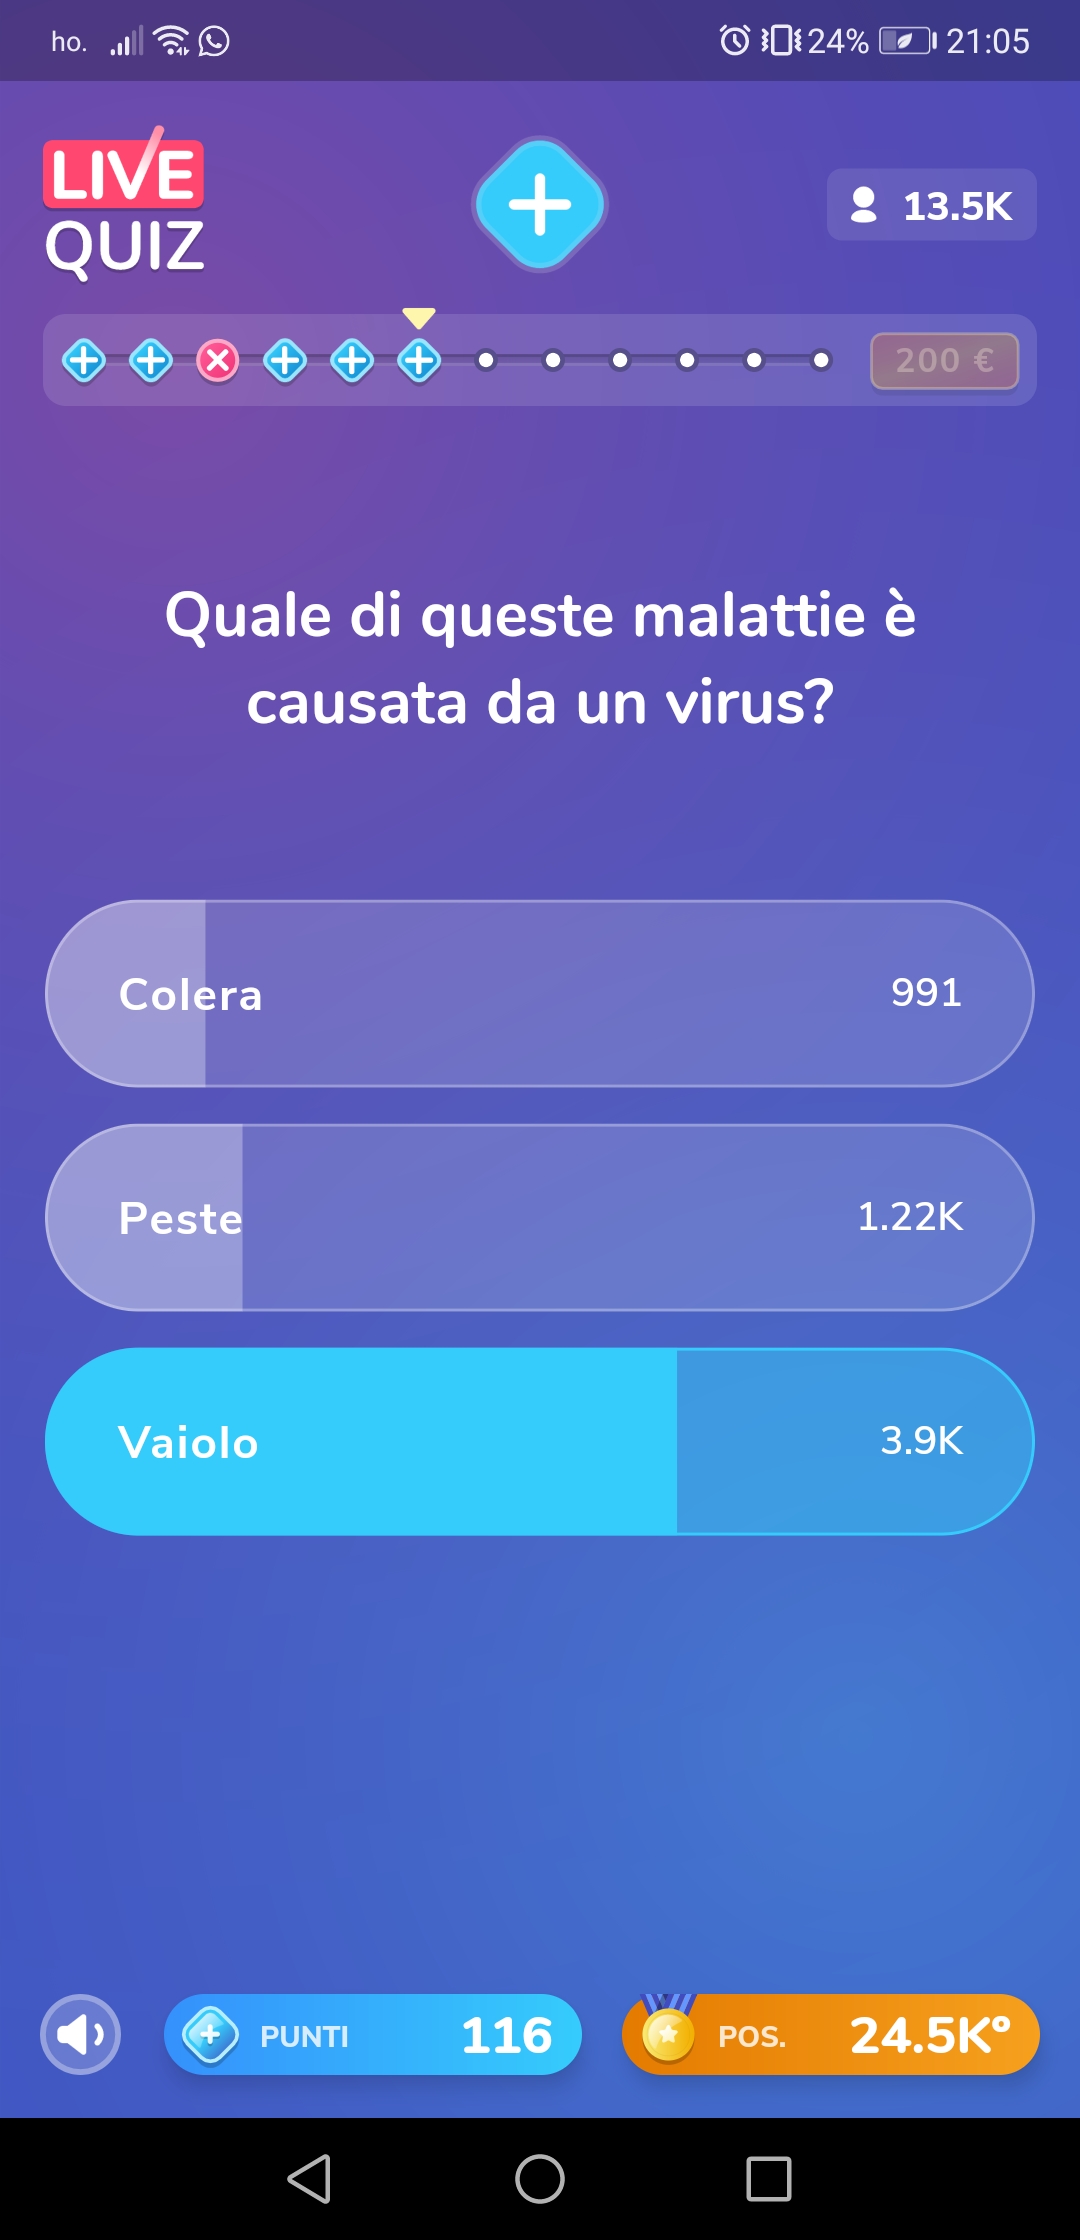 ho. 24% 21:05
LIVE
QUIZ
13.5K
200 €
Quale di queste malattie è
causata da un virus?
Colera 991
Peste 1.22K
Vaiolo 3.9K
PUNTI 116 POS. 24.5K°